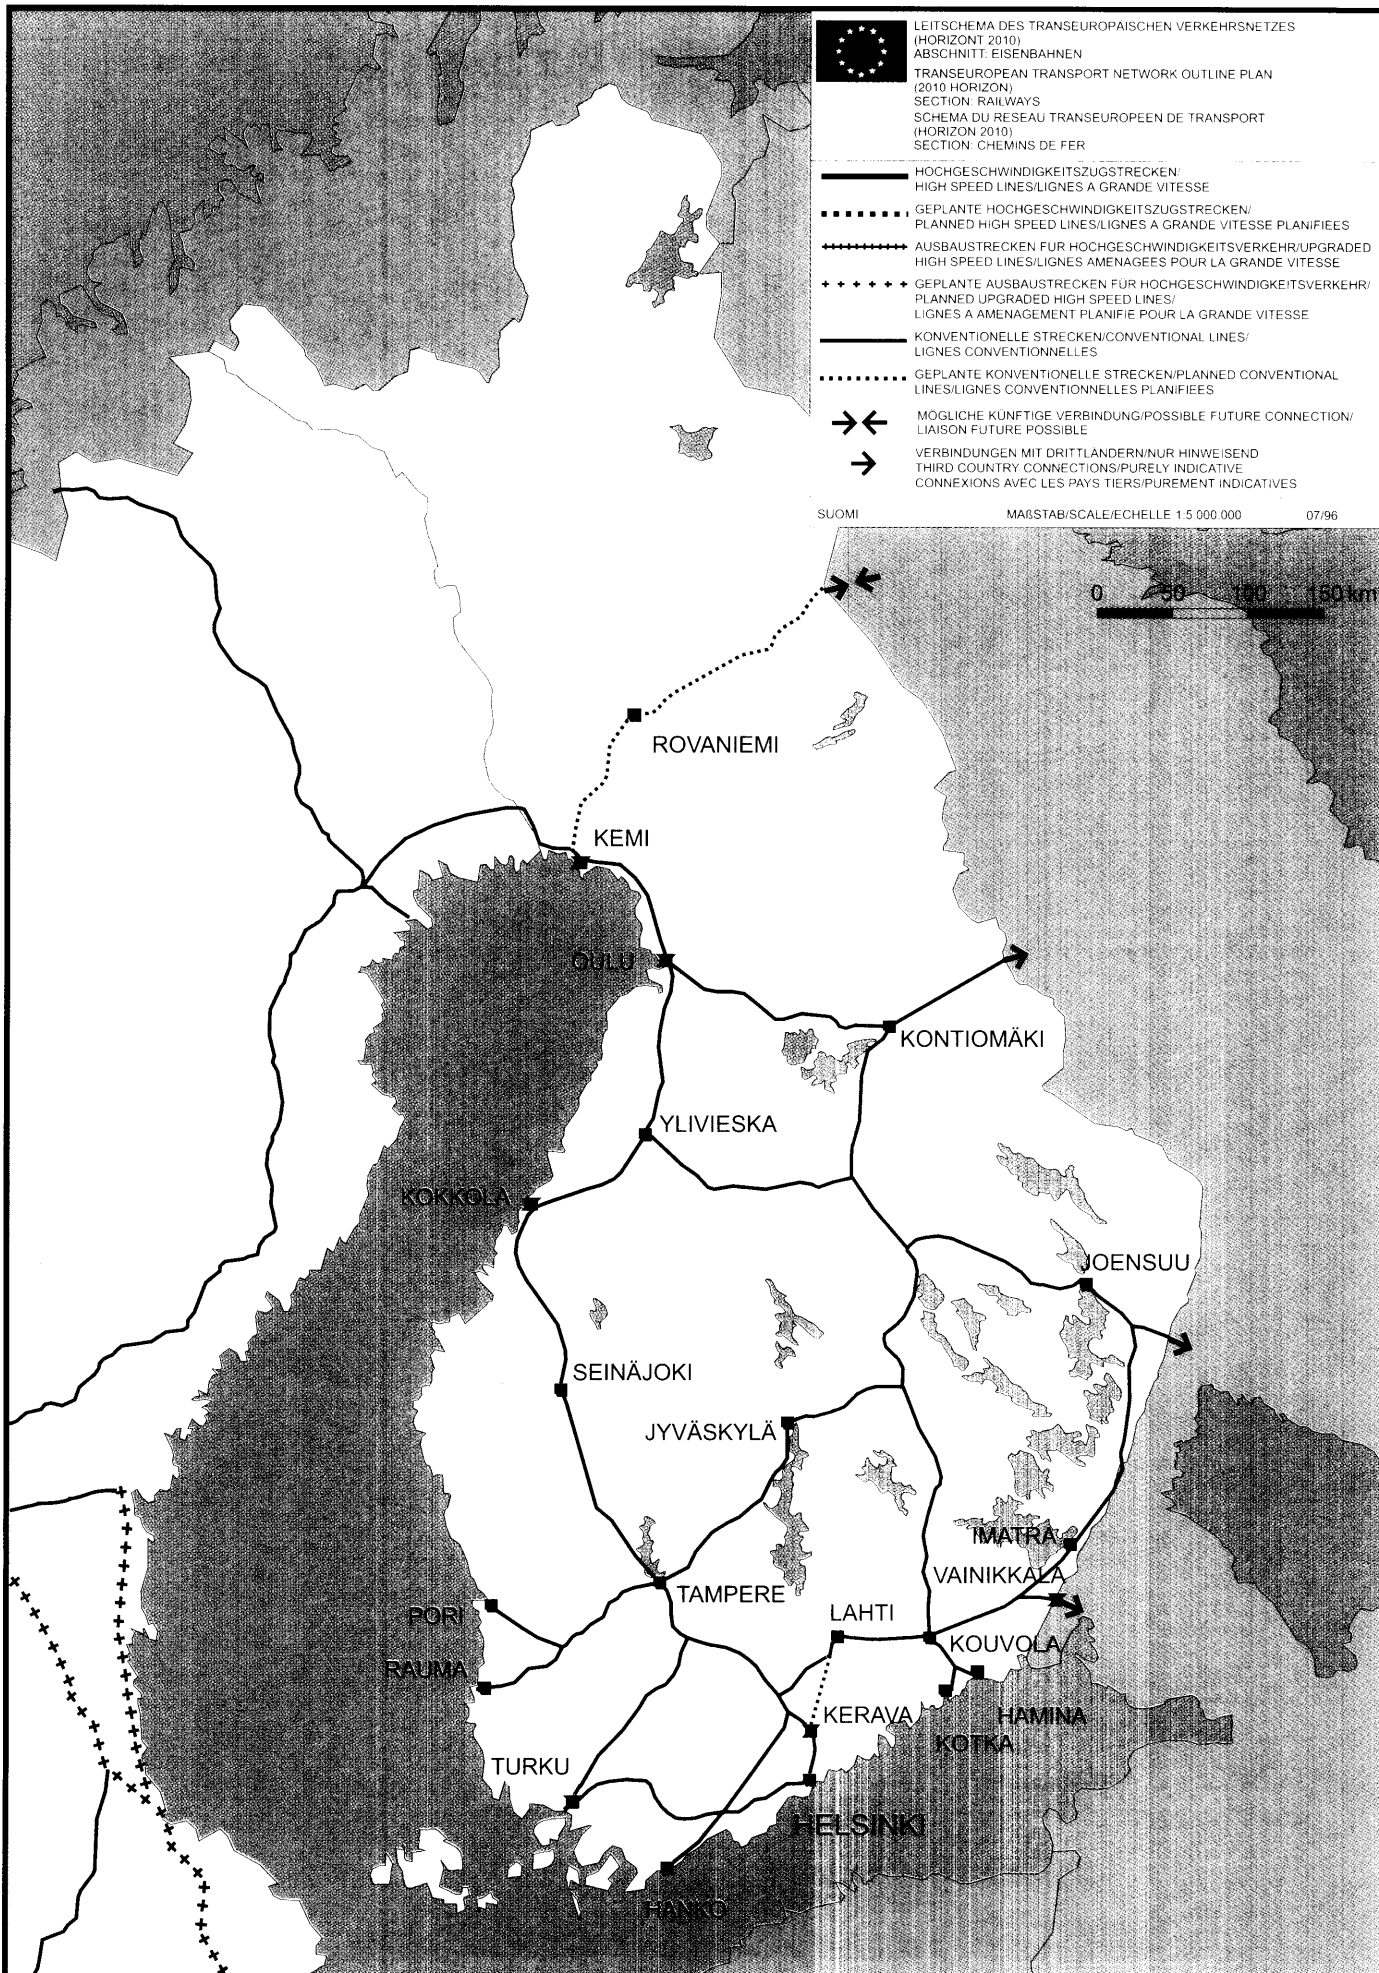 LEITSCHEMA DES TRANSEUROPÄISCHEN VERKEHRSNETZES
(HORIZONT 2010)
ABSCHNITT: EISENBAHNEN
TRANSEUROPEAN TRANSPORT NETWORK OUTLINE PLAN
(2010 HORIZON)
SECTION: RAILWAYS
SCHEMA DU RESEAU TRANSEUROPEEN DE TRANSPORT
(HORIZON 2010)
SECTION: CHEMINS DE FER
HOCHGESCHWINDIGKEITSZUGSTRECKEN/
HIGH SPEED LINES/LIGNES A GRANDE VITESSE
GEPLANTE HOCHGESCHWINDIGKEITSZUGSTRECKEN/
PLANNED HIGH SPEED LINES/LIGNES A GRANDE VITESSE PLANIFIEES
AUSBAUSTRECKEN FÜR HOCHGESCHWINDIGKEITSVERKEHR/UPGRADED
HIGH SPEED LINES/LIGNES AMENAGEES POUR LA GRANDE VITESSE
GEPLANTE AUSBAUSTRECKEN FÜR HOCHGESCHWINDIGKEITSVERKEHR/
PLANNED UPGRADED HIGH SPEED LINES/
LIGNES A AMENAGEMENT PLANIFIE POUR LA GRANDE VITESSE
KONVENTIONELLE STRECKEN/CONVENTIONAL LINES/
LIGNES CONVENTIONNELLES
GEPLANTE KONVENTIONELLE STRECKEN/PLANNED CONVENTIONAL
LINES/LIGNES CONVENTIONNELLES PLANIFIEES
MÖGLICHE KÜNFTIGE VERBINDUNG/POSSIBLE FUTURE CONNECTION/
LIAISON FUTURE POSSIBLE
VERBINDUNGEN MIT DRITTLÄNDERN/NUR HINWEISEND
THIRD COUNTRY CONNECTIONS/PURELY INDICATIVE
CONNEXIONS AVEC LES PAYS TIERS/PUREMENT INDICATIVES
SUOMI MAßSTAB/SCALE/ECHELLE 1:5.000.000 07/96
0 50 100 150 km
ROVANIEMI
KEMI
OULU
KONTIOMÄKI
YLIVIESKA
KOKKOLA
JOENSUU
SEINÄJOKI
JYVÄSKYLÄ
IMATRA
VAINIKKALA
TAMPERE
LAHTI
PORI
KOUVOLA
RAUMA
HAMINA
KERAVA
KOTKA
TURKU
HELSINKI
HANKO